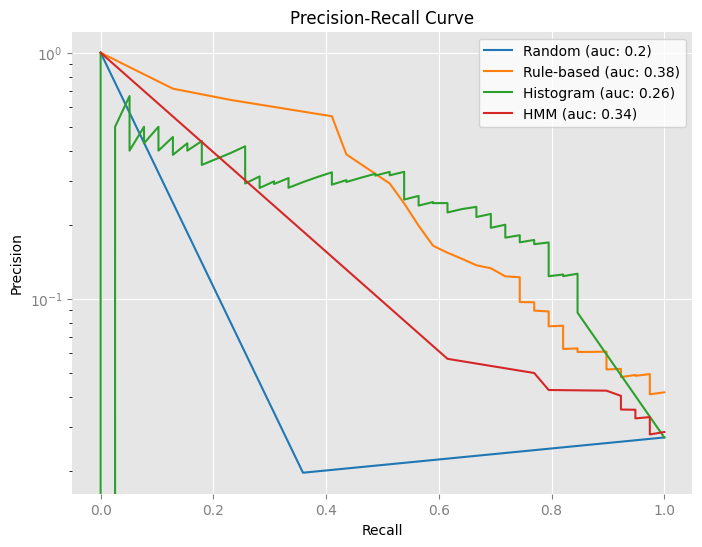 Precision-Recall Curve
Random (auc: 0.2)
Rule-based (auc: 0.38)
Histogram (auc: 0.26)
HMM (auc: 0.34)
Precision
10⁰
10⁻¹
0.0 0.2 0.4 0.6 0.8 1.0
Recall